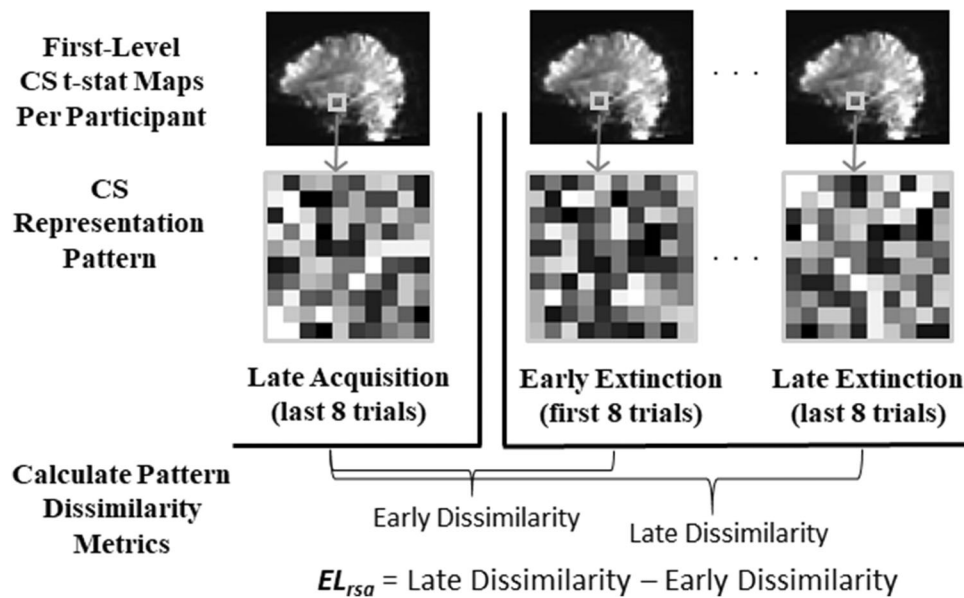 First-Level
CS t-stat Maps
Per Participant
. . .
CS
Representation
Pattern
. . .
Late Acquisition
(last 8 trials)
Early Extinction
(first 8 trials)
Late Extinction
(last 8 trials)
Calculate Pattern
Dissimilarity
Metrics
Early Dissimilarity
Late Dissimilarity
ELrsa = Late Dissimilarity – Early Dissimilarity